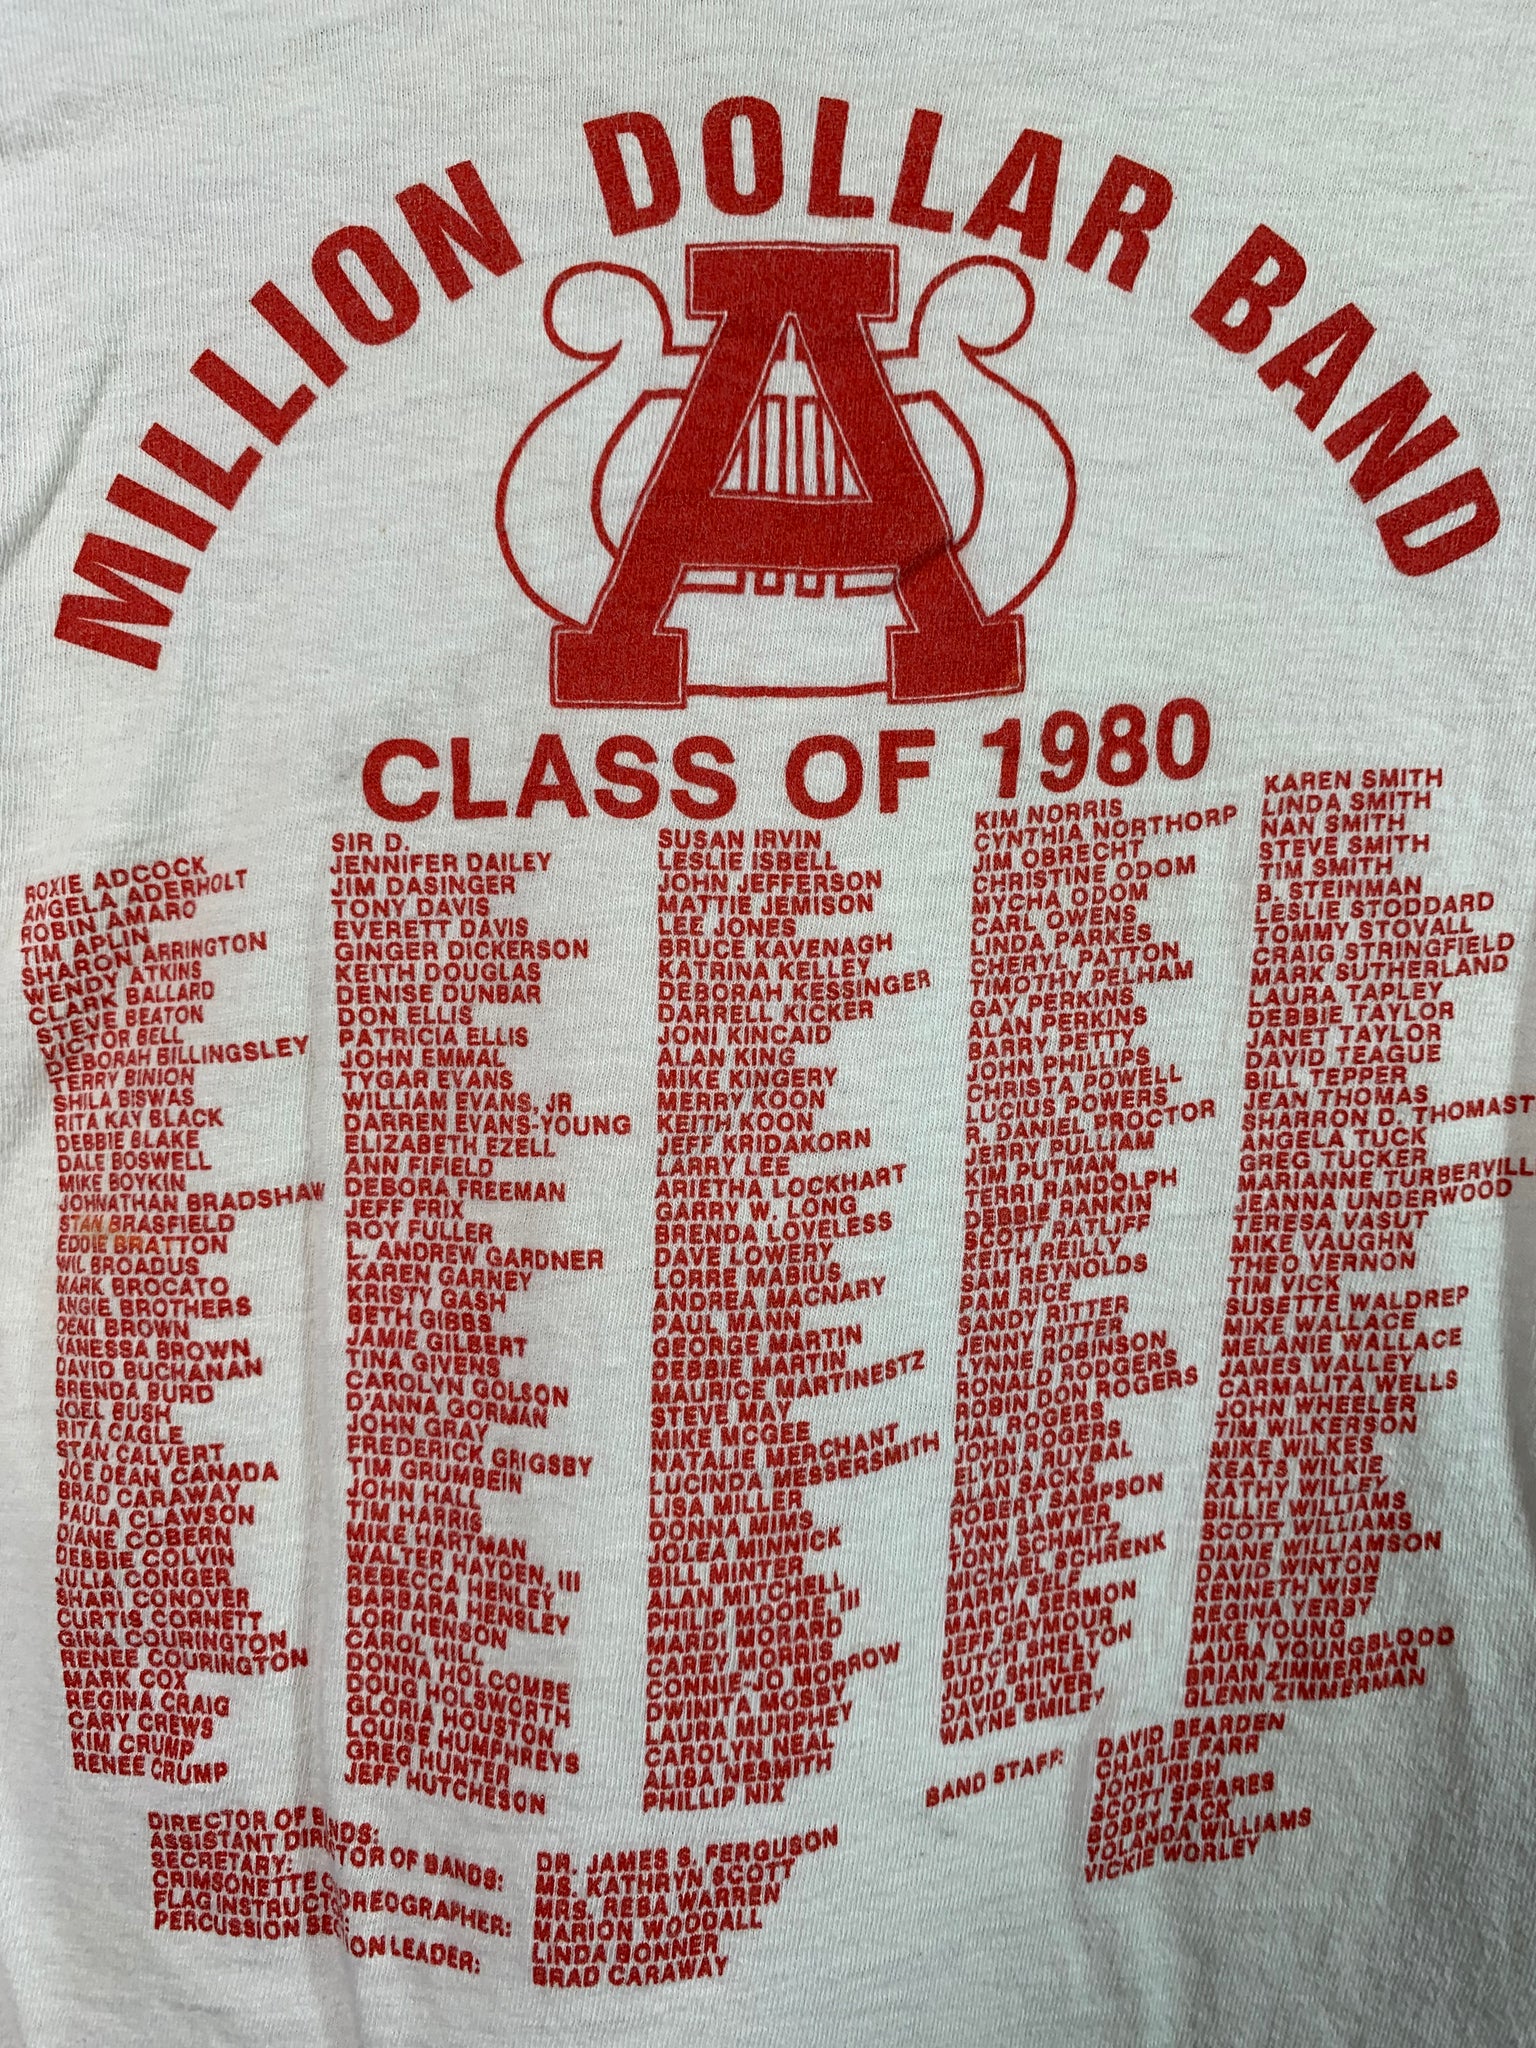 MILLION DOLLAR BAND
A
CLASS OF 1980
ROXIE ADCOCK
ANGELA ADERHOLT
ROBIN AMARO
TIM APLIN
SHARON ARRINGTON
WENDY ATKINS
CLARK BALLARD
STEVE BEATON
VICTOR BELL
DEBORAH BILLINGSLEY
TERRY BINION
SHILA BISWAS
RITA KAY BLACK
DEBBIE BLAKE
DALE BOSWELL
MIKE BOYKIN
JOHNATHAN BRADSHAW
STAN BRASFIELD
EDDIE BRATTON
WIL BROADUS
MARK BROCATO
ANGIE BROTHERS
DENI BROWN
VANESSA BROWN
DAVID BUCHANAN
BRENDA BURD
JOEL BUSH
RITA CAGLE
STAN CALVERT
JOE DEAN CANADA
BRAD CARAWAY
PAULA CLAWSON
DIANE COBERN
DEBBIE COLVIN
JULIA CONGER
SHARI CONOVER
CURTIS CORNETT
GINA COURINGTON
RENEE COURINGTON
MARK COX
REGINA CRAIG
CARY CREWS
KIM CRUMP
RENEE CRUMP
SIR D.
JENNIFER DAILEY
JIM DASINGER
TONY DAVIS
EVERETT DAVIS
GINGER DICKERSON
KEITH DOUGLAS
DENISE DUNBAR
DON ELLIS
PATRICIA ELLIS
JOHN EMMAL
TYGAR EVANS
WILLIAM EVANS, JR
DARREN EVANS-YOUNG
ELIZABETH EZELL
ANN FIFIELD
DEBORA FREEMAN
JEFF FRIX
ROY FULLER
L. ANDREW GARDNER
KAREN GARNEY
KRISTY GASH
BETH GIBBS
JAMIE GILBERT
TINA GIVENS
CAROLYN GOLSON
D'ANNA GORMAN
JOHN GRAY
FREDERICK GRIGSBY
TIM GRUMBEIN
JOHN HALL
TIM HARRIS
MIKE HARTMAN
WALTER HAYDEN, III
REBECCA HENLEY
BARBARA HENSLEY
LORI HENSON
CAROL HILL
DONNA HOLCOMBE
DOUG HOLSWORTH
GLORIA HOUSTON
LOUISE HUMPHREYS
GREG HUNTER
JEFF HUTCHESON
SUSAN IRVIN
LESLIE ISBELL
JOHN JEFFERSON
MATTIE JEMISON
LEE JONES
BRUCE KAVENAGH
KATRINA KELLEY
DEBORAH KESSINGER
DARRELL KICKER
JONI KINCAID
ALAN KING
MIKE KINGERY
MERRY KOON
KEITH KOON
JEFF KRIDAKORN
LARRY LEE
ARIETHA LOCKHART
GARRY W. LONG
BRENDA LOVELESS
DAVE LOWERY
LORRE MABIUS
ANDREA MACNARY
PAUL MANN
GEORGE MARTIN
DEBBIE MARTIN
MAURICE MARTINESTZ
STEVE MAY
MIKE MCGEE
NATALIE MERCHANT
LUCINDA MESSERSMITH
LISA MILLER
DONNA MIMS
JOLEA MINNICK
BILL MINTER
ALAN MITCHELL
PHILIP MOORE, III
MARDI MORARD
CAREY MORRIS
CONNIE-JO MORROW
DWINITA MOSBY
LAURA MURPHEY
CAROLYN NEAL
ALISA NESMITH
PHILLIP NIX
KIM NORRIS
CYNTHIA NORTHORP
JIM OBRECHT
CHRISTINE ODOM
MYCHA ODOM
CARL OWENS
LINDA PARKES
CHERYL PATTON
TIMOTHY PELHAM
GAY PERKINS
ALAN PERKINS
BARRY PETTY
JOHN PHILLIPS
CHRISTA POWELL
LUCIUS POWERS
R. DANIEL PROCTOR
JERRY PULLIAM
KIM PUTMAN
TERRI RANDOLPH
DEBBIE RANKIN
SCOTT RATLIFF
KEITH REILLY
SAM REYNOLDS
PAM RICE
SANDY RITTER
JENNY RITTER
LYNNE ROBINSON
RONALD RODGERS
ROBIN DON ROGERS
HAL ROGERS
JOHN ROGERS
ELYDIA RUYBAL
ALAN SACKS
ROBERT SAMPSON
LYNN SAWYER
TONY SCHMITZ
MICHAEL SCHRENK
BARRY SELF
MARCIA SERMON
JEFF SEYMOUR
BUTCH SHELTON
JUDY SHIRLEY
DAVID SILVER
WAYNE SMILEY
KAREN SMITH
LINDA SMITH
NAN SMITH
STEVE SMITH
TIM SMITH
B. STEINMAN
LESLIE STODDARD
TOMMY STOVALL
CRAIG STRINGFIELD
MARK SUTHERLAND
LAURA TAPLEY
DEBBIE TAYLOR
JANET TAYLOR
DAVID TEAGUE
BILL TEPPER
JEAN THOMAS
SHARRON D. THOMAST
ANGELA TUCK
GREG TUCKER
MARIANNE TURBERVILL
JEANNA UNDERWOOD
TERESA VASUT
MIKE VAUGHN
THEO VERNON
TIM VICK
SUSETTE WALDREP
MIKE WALLACE
MELANIE WALLACE
JAMES WALLEY
CARMALITA WELLS
JOHN WHEELER
TIM WILKERSON
MIKE WILKES
KEATS WILKIE
KATHY WILLEY
BILLIE WILLIAMS
SCOTT WILLIAMS
DIANE WILLIAMSON
DAVID WINTON
KENNETH WISE
REGINA YERBY
MIKE YOUNG
LAURA YOUNGBLOOD
BRIAN ZIMMERMAN
GLENN ZIMMERMAN
DIRECTOR OF BANDS: DR. JAMES S. FERGUSON
ASSISTANT DIRECTOR OF BANDS: MS. KATHRYN SCOTT
SECRETARY: MRS. REBA WARREN
CRIMSONETTE CHOREOGRAPHER: MARION WOODALL
FLAG INSTRUCTOR: LINDA BONNER
PERCUSSION SECTION LEADER: BRAD CARAWAY
BAND STAFF: DAVID BEARDEN
CHARLIE FARR
JOHN IRISH
SCOTT SPEARES
BOBBY TACK
YOLANDA WILLIAMS
VICKIE WORLEY